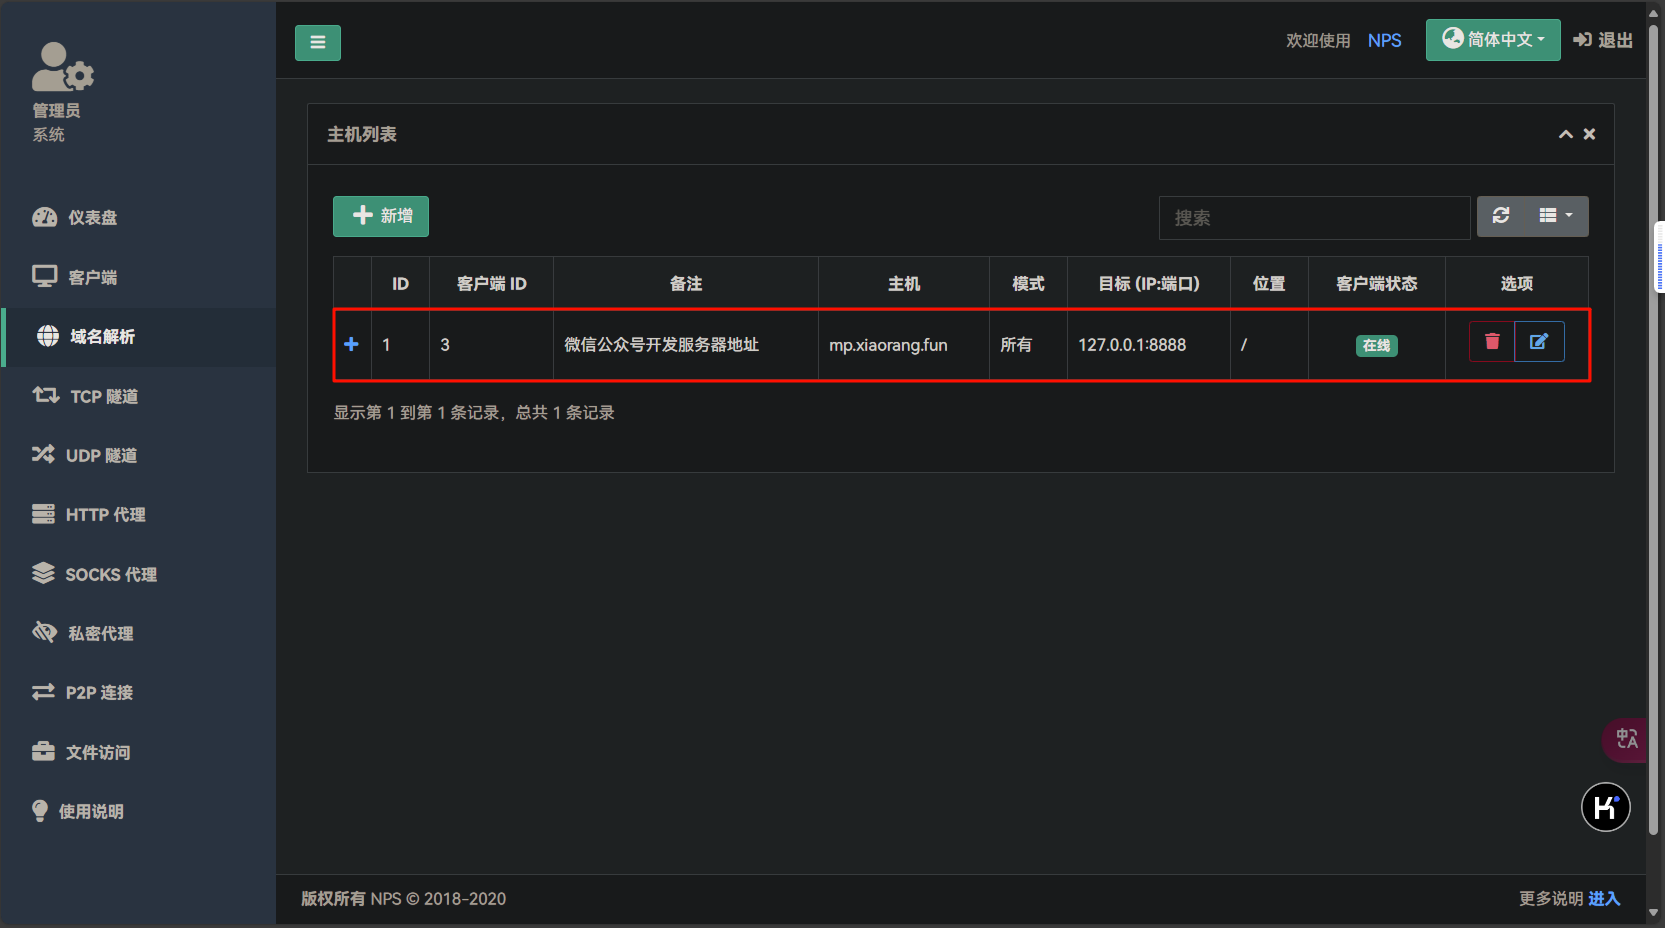 欢迎使用 NPS 简体中文 退出
管理员
系统
仪表盘
客户端
域名解析
TCP 隧道
UDP 隧道
HTTP 代理
SOCKS 代理
私密代理
P2P 连接
文件访问
使用说明
主机列表
新增
搜索
ID 客户端 ID 备注 主机 模式 目标 (IP:端口) 位置 客户端状态 选项
1 3 微信公众号开发服务器地址 mp.xiaorang.fun 所有 127.0.0.1:8888 / 在线
显示第 1 到第 1 条记录，总共 1 条记录
中A
K
版权所有 NPS © 2018-2020
更多说明 进入